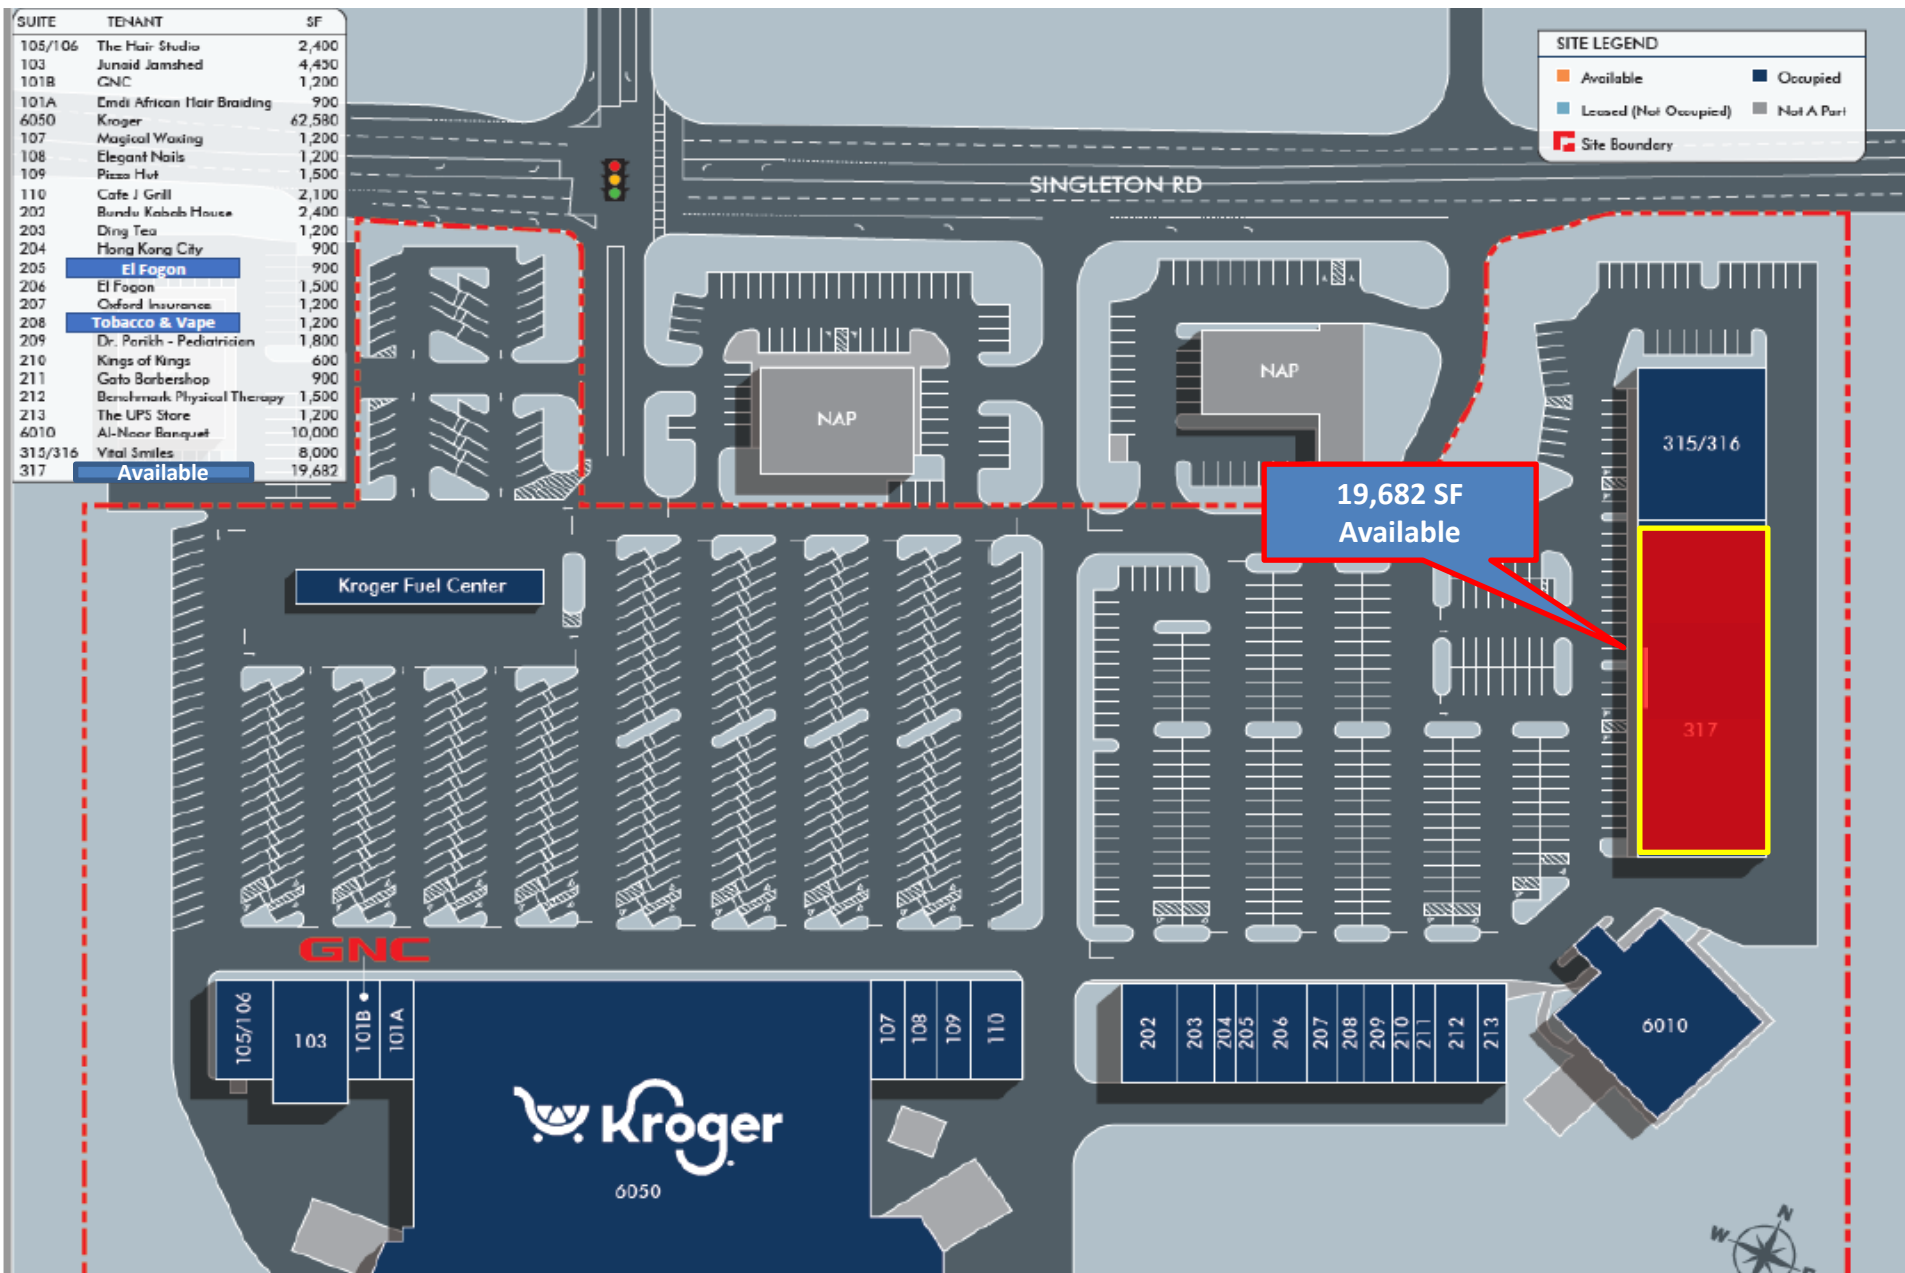 SUITE TENANT SF
105/106 The Hair Studio 2,400
103 Junaid Jamshed 4,450
101B GNC 1,200
101A Emdi African Hair Braiding 900
6050 Kroger 62,580
107 Magical Waxing 1,200
108 Elegant Nails 1,200
109 Pizza Hut 1,500
110 Cafe J Grill 2,100
202 Bundu Kabab House 2,400
203 Ding Tea 1,200
204 Hong Kong City 900
205 El Fogon 900
206 El Fogon 1,500
207 Oxford Insurance 1,200
208 Tobacco & Vape 1,200
209 Dr. Parikh - Pediatrician 1,800
210 Kings of Kings 600
211 Gato Barbershop 900
212 Benchmark Physical Therapy 1,500
213 The UPS Store 1,200
6010 Al-Noor Banquet 10,000
315/316 Vital Smiles 8,000
317 Available 19,682
SITE LEGEND
Available Occupied
Leased (Not Occupied) Not A Part
Site Boundary
SINGLETON RD
NAP
NAP
315/316
19,682 SF
Available
Kroger Fuel Center
317
GNC
105/106
103
101B
101A
107
108
109
110
202
203
204
205
206
207
208
209
210
211
212
213
6010
Kroger
6050
N
W